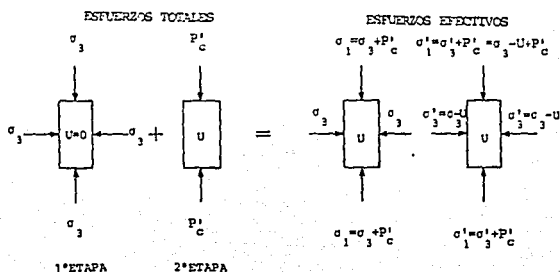 ESFUERZOS TOTALES
ESFUERZOS EFECTIVOS
σ₃
P'c
σ₁=σ₃+P'c
σ'₁=σ'₃+P'c=σ₃-U+P'c
σ₃
U=0
σ₃
+
U
=
σ₃
U
σ₃
σ'₃=σ-U
U
σ'₃=σ₃-U
σ₃
P'c
σ₁=σ₃+P'c
σ'₁=σ'₃+P'c
1°ETAPA
2°ETAPA